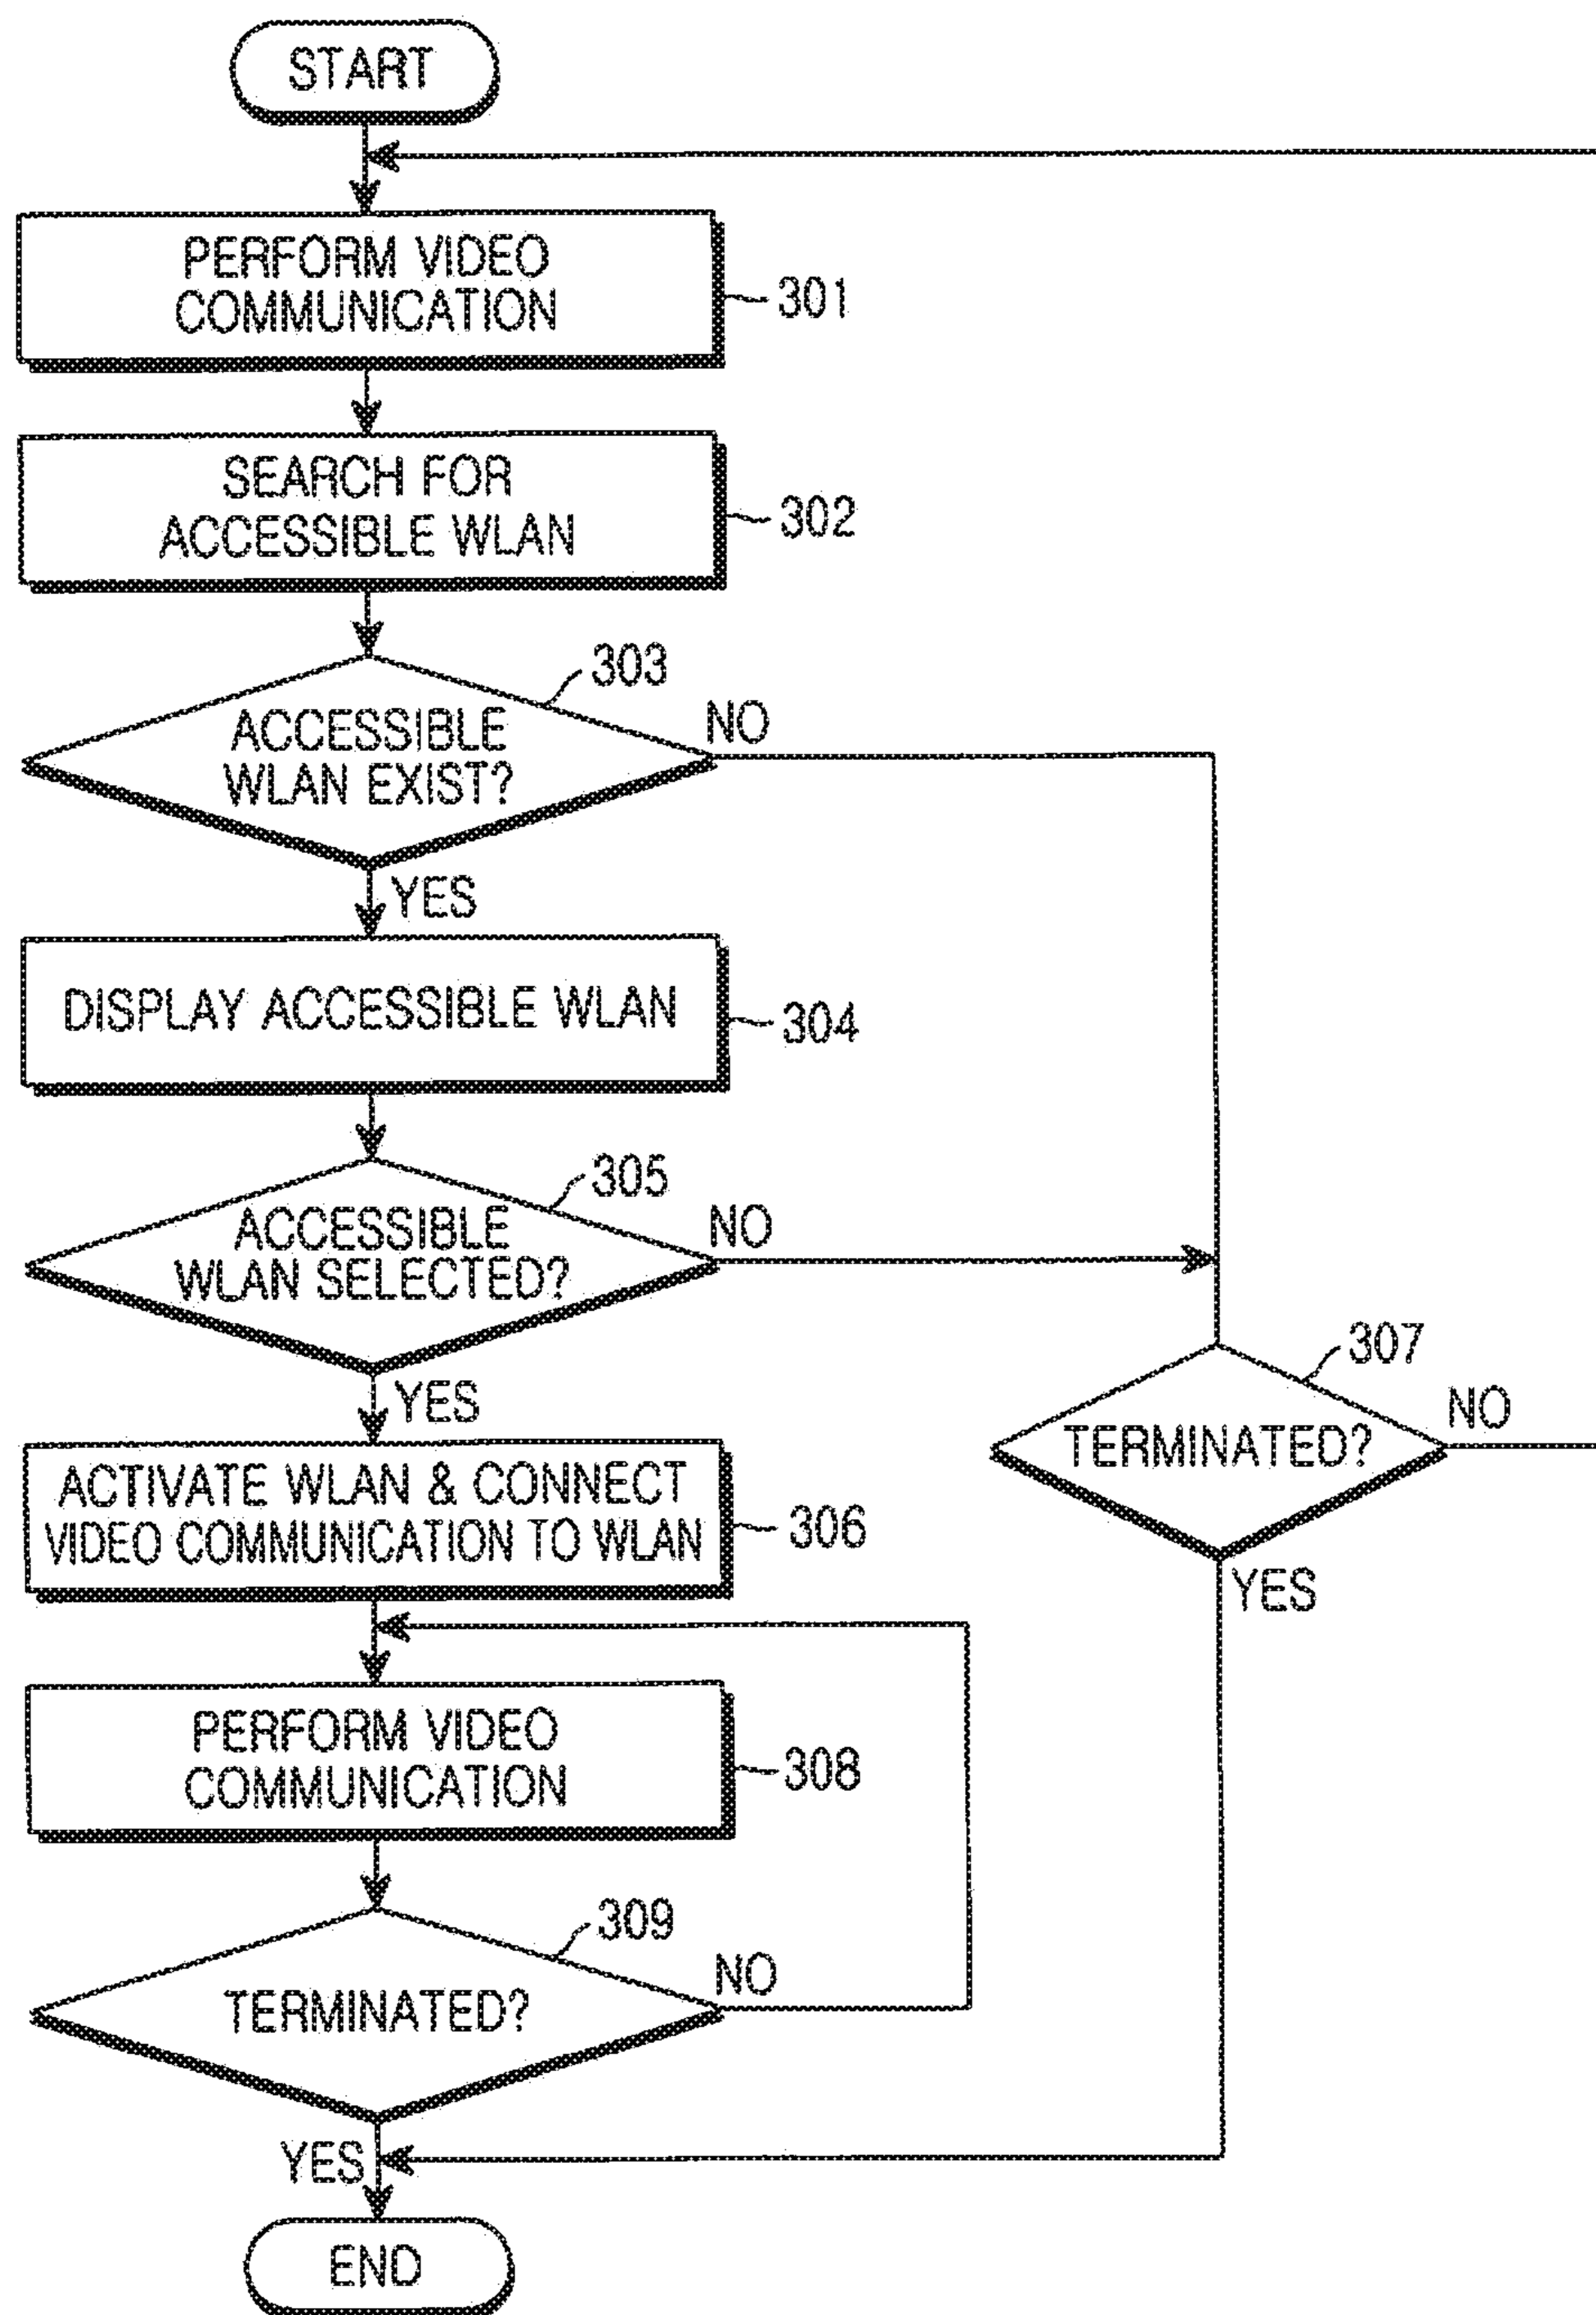 START
PERFORM VIDEO
COMMUNICATION
301
SEARCH FOR
ACCESSIBLE WLAN
302
303
ACCESSIBLE
WLAN EXIST?
NO
YES
DISPLAY ACCESSIBLE WLAN
304
305
ACCESSIBLE
WLAN SELECTED?
NO
YES
307
TERMINATED?
NO
YES
ACTIVATE WLAN & CONNECT
VIDEO COMMUNICATION TO WLAN
306
PERFORM VIDEO
COMMUNICATION
308
309
TERMINATED?
NO
YES
END